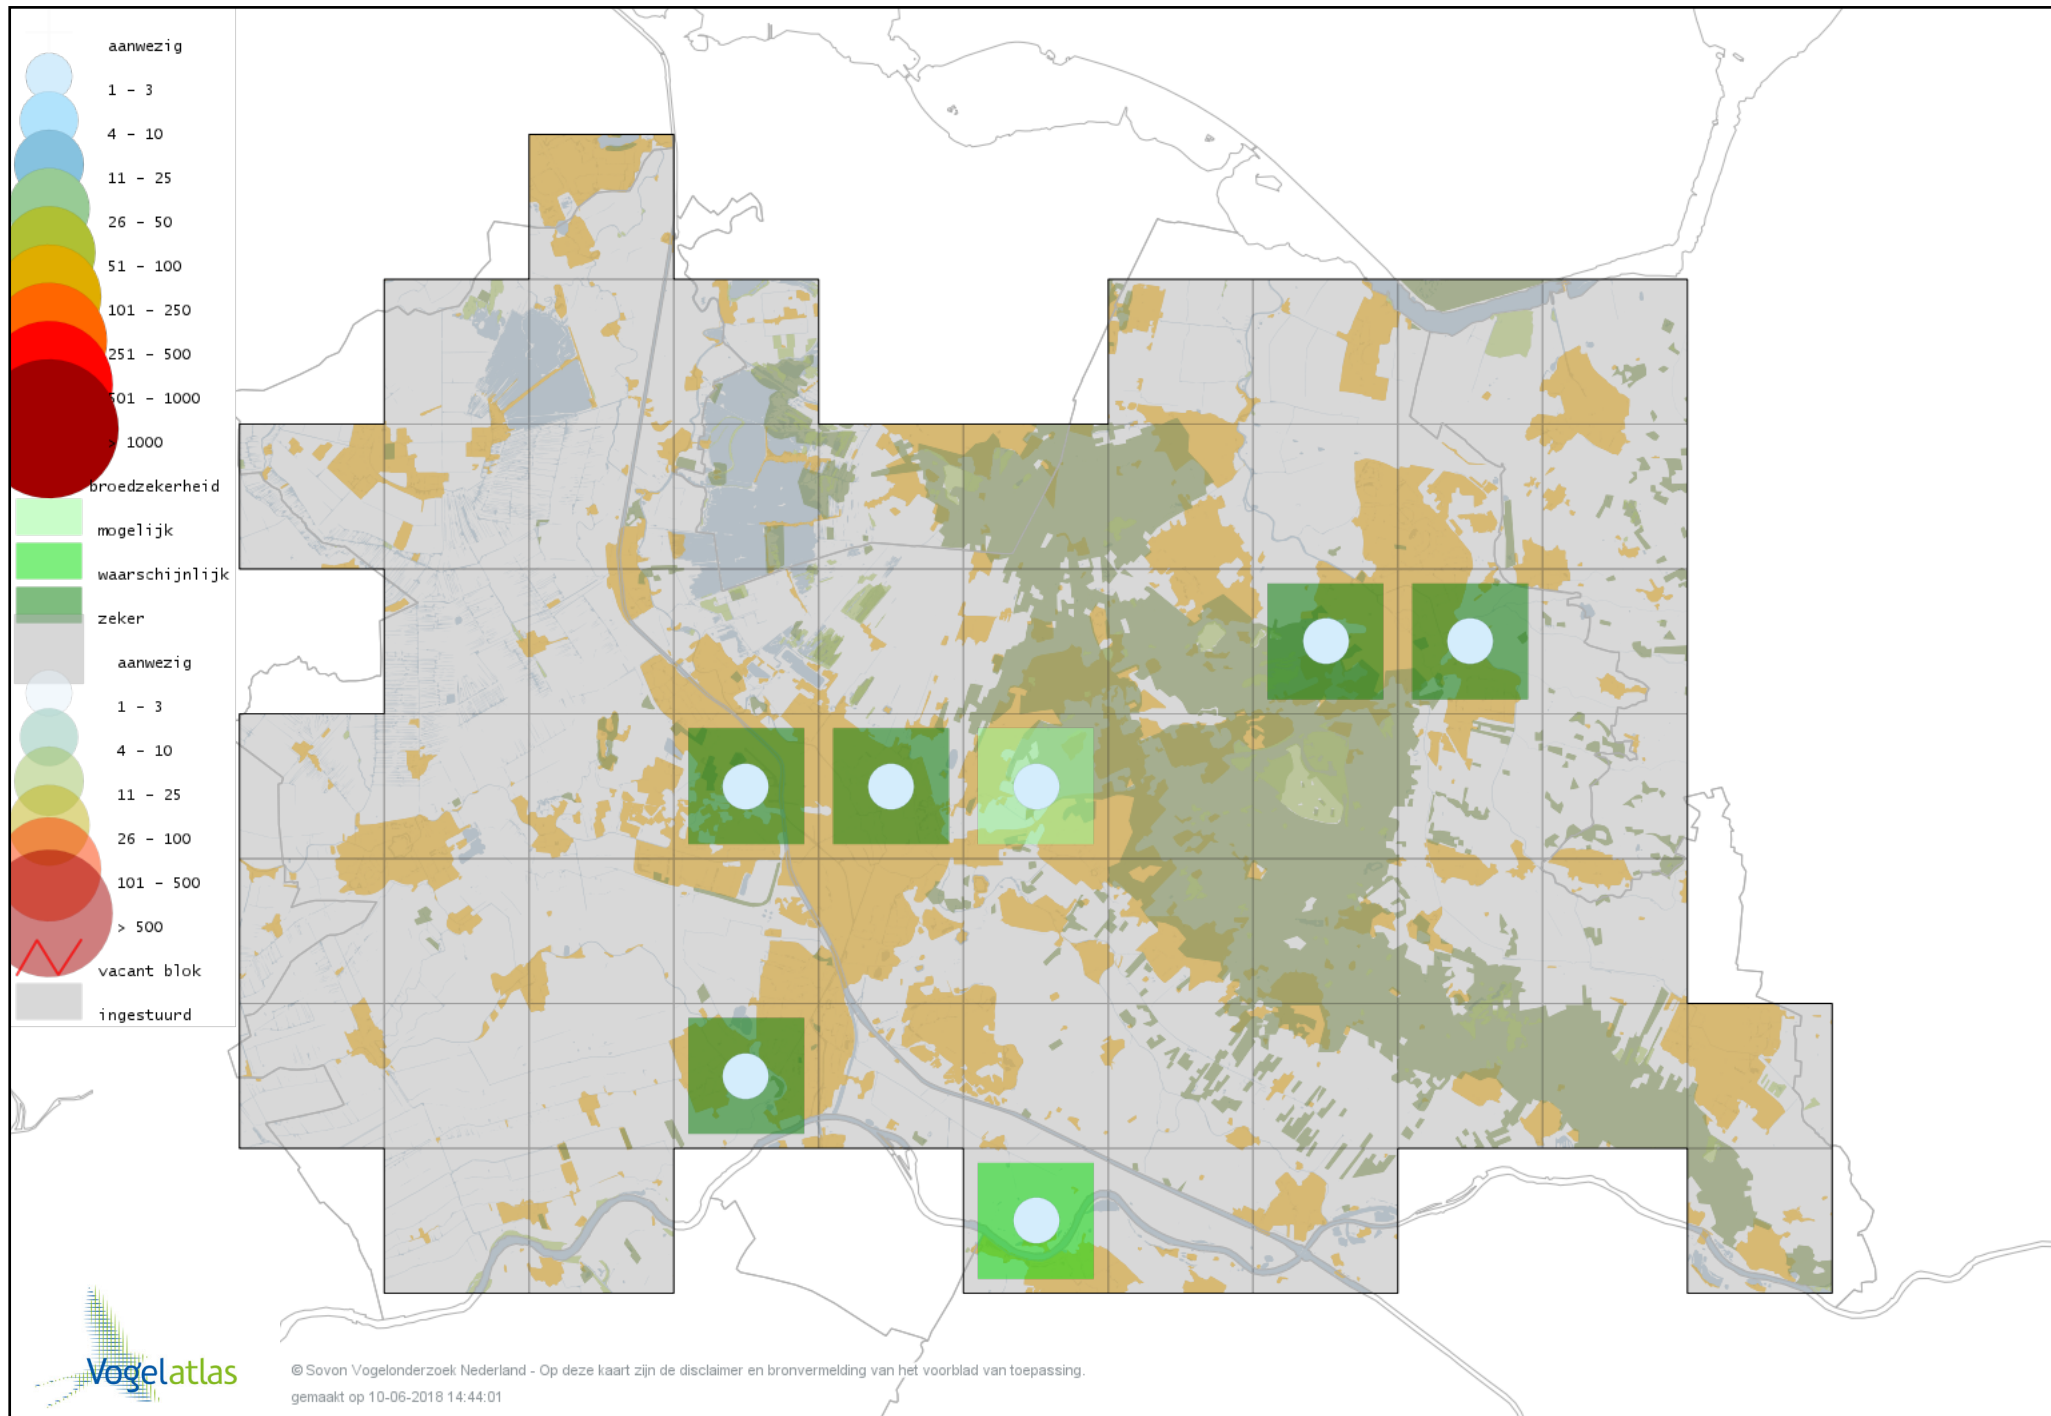 aanwezig
1 - 3
4 - 10
11 - 25
26 - 50
51 - 100
101 - 250
251 - 500
501 - 1000
> 1000
broedzekerheid
mogelijk
waarschijnlijk
zeker
aanwezig
1 - 3
4 - 10
11 - 25
26 - 100
101 - 500
> 500
vacant blok
ingestuurd
Vogelatlas
© Sovon Vogelonderzoek Nederland - Op deze kaart zijn de disclaimer en bronvermelding van het voorblad van toepassing.
gemaakt op 10-06-2018 14:44:01